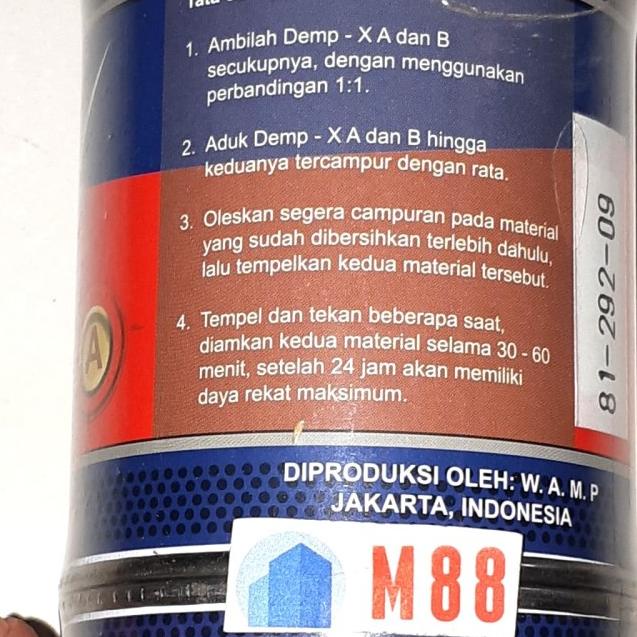 1. Ambilah Demp - X A dan B
secukupnya, dengan menggunakan
perbandingan 1:1.
2. Aduk Demp - X A dan B hingga
keduanya tercampur dengan rata.
3. Oleskan segera campuran pada material
yang sudah dibersihkan terlebih dahulu,
lalu tempelkan kedua material tersebut.
4. Tempel dan tekan beberapa saat,
diamkan kedua material selama 30 - 60
menit, setelah 24 jam akan memiliki
daya rekat maksimum.
A
81-292-09
DIPRODUKSI OLEH: W. A. M. P
JAKARTA, INDONESIA
M88